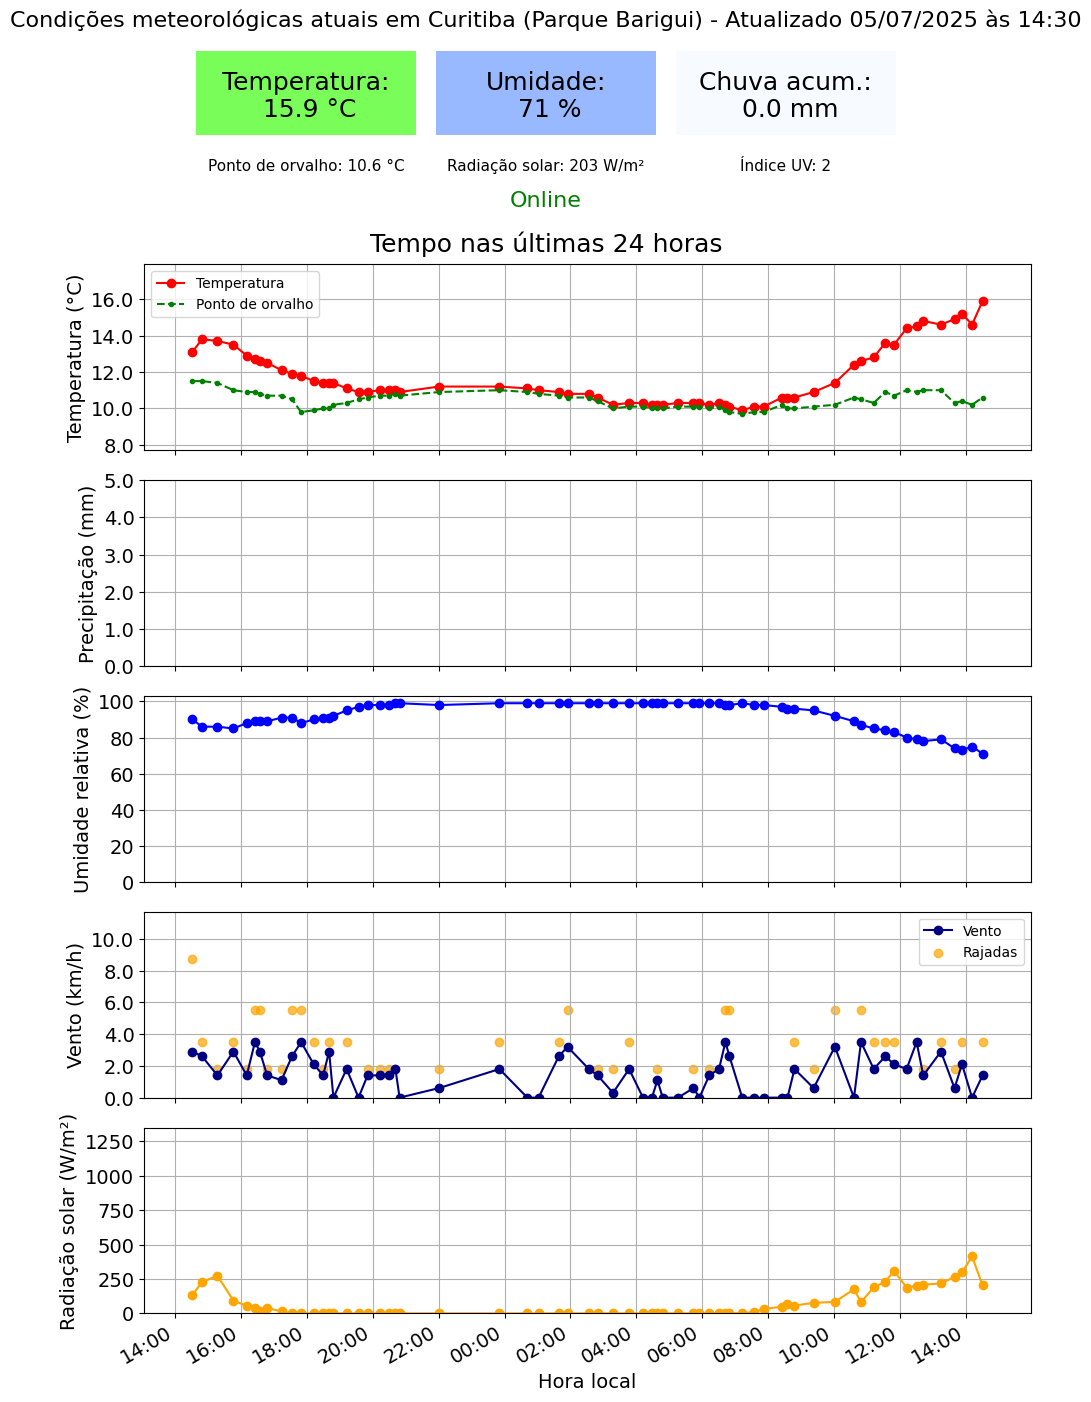 Condições meteorológicas atuais em Curitiba (Parque Barigui) - Atualizado 05/07/2025 às 14:30
Temperatura:
15.9 °C
Umidade:
71 %
Chuva acum.:
0.0 mm
Ponto de orvalho: 10.6 °C
Radiação solar: 203 W/m²
Índice UV: 2
Online
Tempo nas últimas 24 horas
Temperatura (°C)
16.0
14.0
12.0
10.0
8.0
Temperatura
Ponto de orvalho
Precipitação (mm)
5.0
4.0
3.0
2.0
1.0
0.0
Umidade relativa (%)
100
80
60
40
20
0
Vento (km/h)
10.0
8.0
6.0
4.0
2.0
0.0
Vento
Rajadas
Radiação solar (W/m²)
1250
1000
750
500
250
0
14:00
16:00
18:00
20:00
22:00
00:00
02:00
04:00
06:00
08:00
10:00
12:00
14:00
Hora local